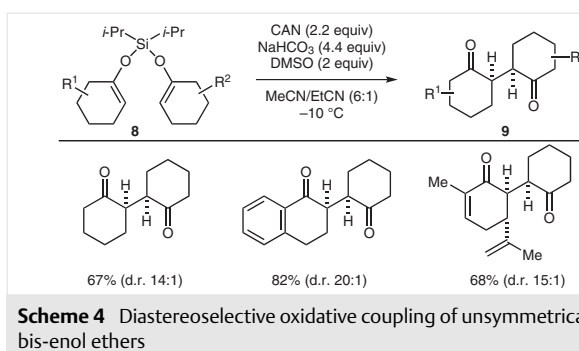 i-Pr i-Pr
Si
O O
R¹ R²
8
CAN (2.2 equiv)
NaHCO₃ (4.4 equiv)
DMSO (2 equiv)
MeCN/EtCN (6:1)
–10 °C
O H
R
R¹ H O
9
O H
H O
67% (d.r. 14:1)
O H
H O
82% (d.r. 20:1)
Me O H
H O
Me
68% (d.r. 15:1)
Scheme 4 Diastereoselective oxidative coupling of unsymmetrica
bis-enol ethers